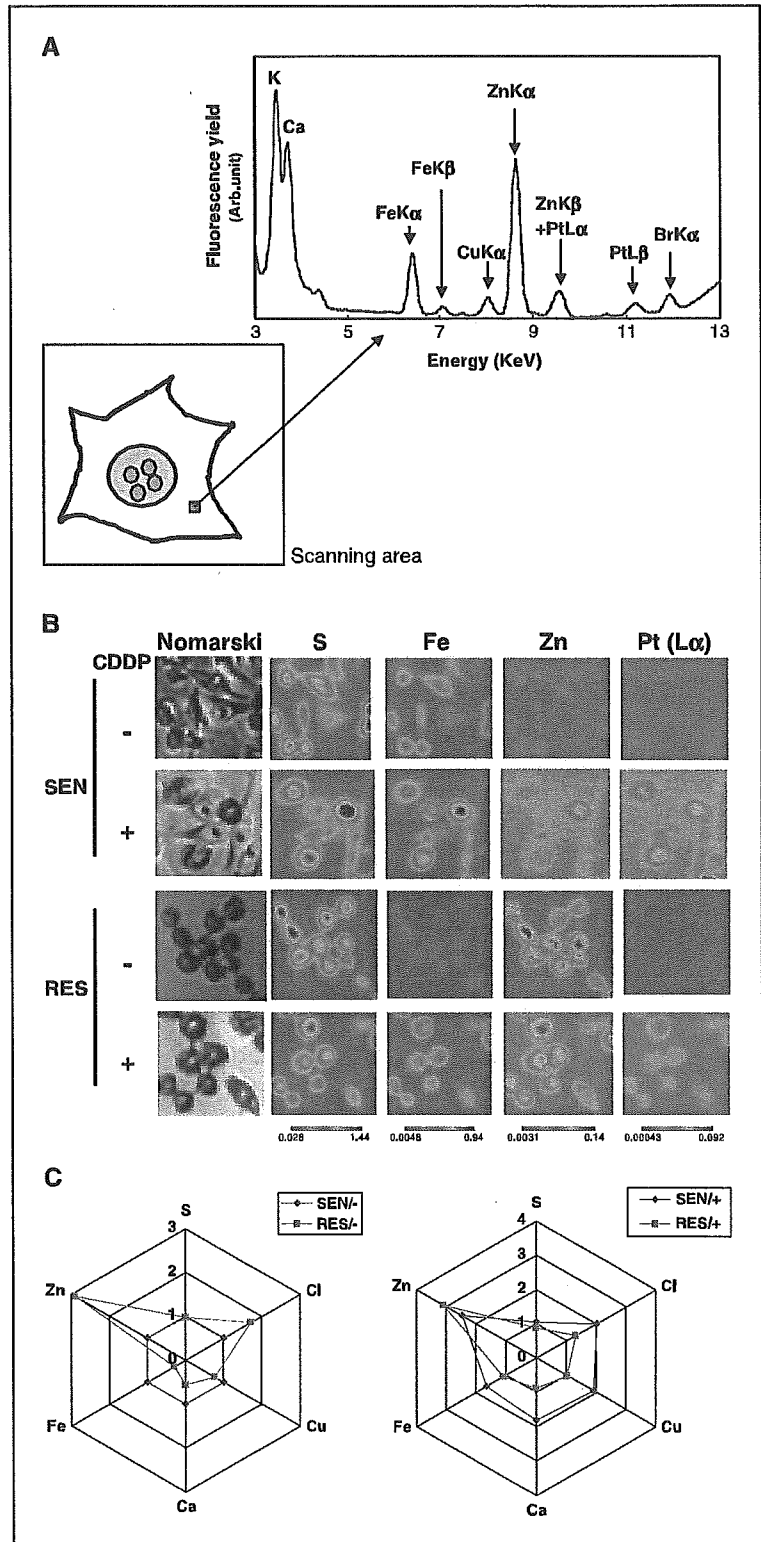 A
Fluorescence yield
(Arb.unit)
K
Ca
FeKα
FeKβ
CuKα
ZnKα
ZnKβ
+PtLα
PtLβ
BrKα
3 5 7 9 11 13
Energy (KeV)
Scanning area
B
Nomarski S Fe Zn Pt (Lα)
CDDP
-
SEN
+
-
RES
+
0.028 1.44 0.0048 0.94 0.0031 0.14 0.00043 0.092
C
SEN/-
RES/-
S
3
2
1
0
Zn
Cl
Fe
Cu
Ca
SEN/+
RES/+
S
4
3
2
1
0
Zn
Cl
Fe
Cu
Ca